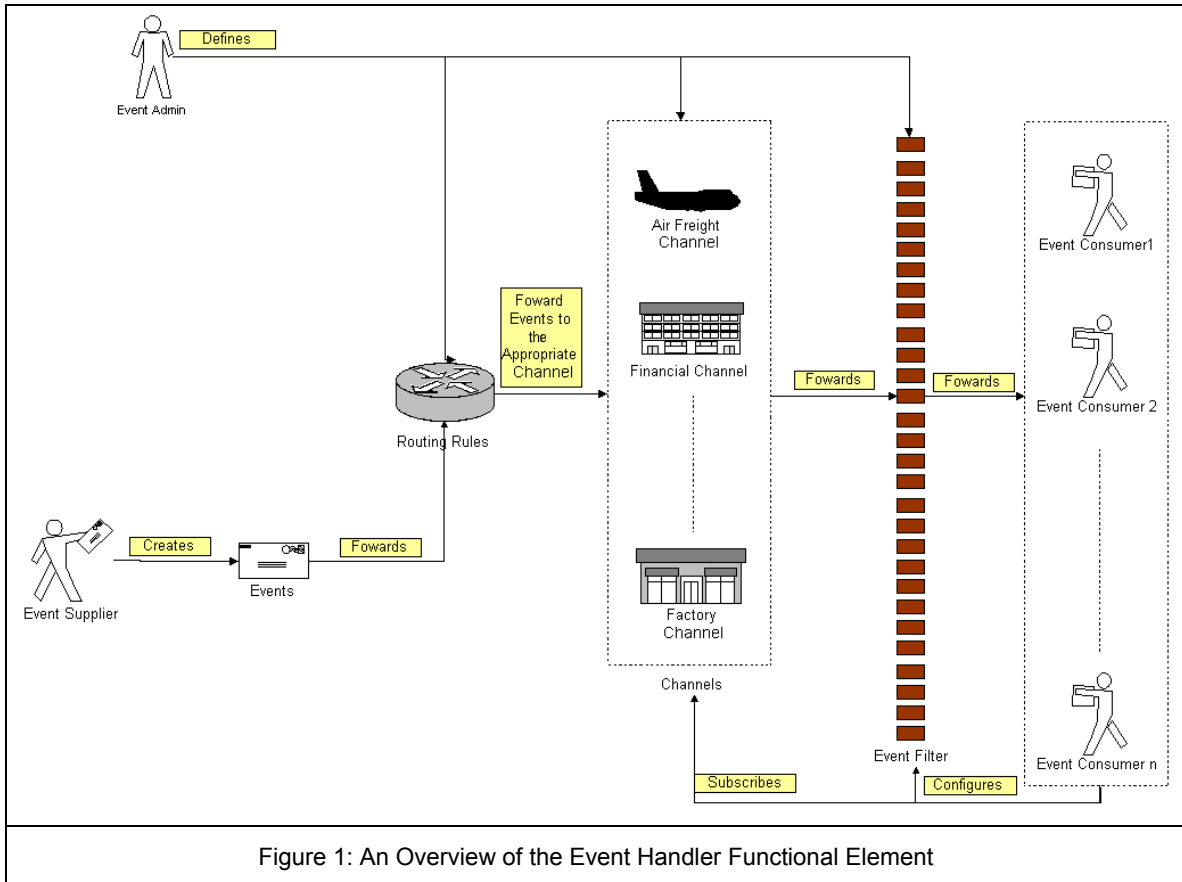 Defines
Event Admin
Air Freight
Channel
Foward
Events to
the
Appropriate
Channel
Financial Channel
Fowards
Fowards
Event Consumer1
Event Consumer 2
Routing Rules
Creates
Fowards
Events
Event Supplier
Factory
Channel
Channels
Event Filter
Event Consumer n
Subscribes
Configures
Figure 1: An Overview of the Event Handler Functional Element